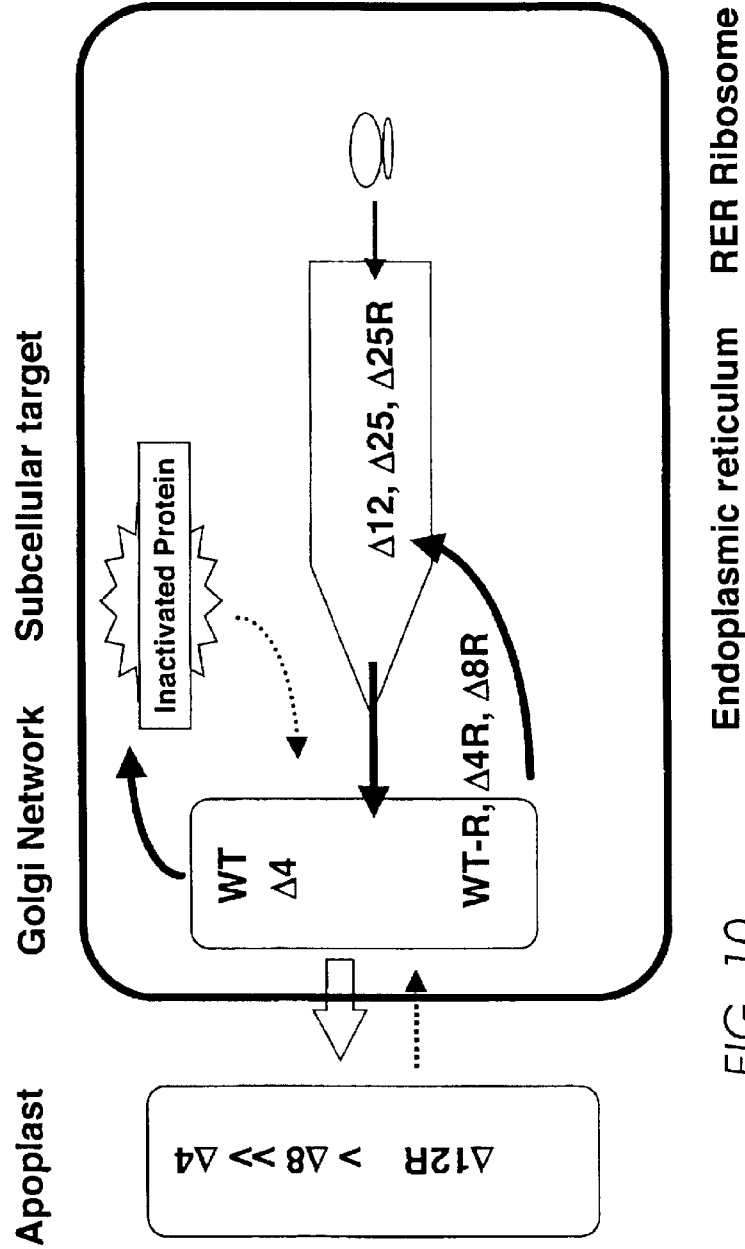 Apoplast
Golgi Network
Subcellular target
Inactivated Protein
WT
Δ4
WT-R, Δ4R, Δ8R
Δ12, Δ25, Δ25R
Δ12R > Δ8 >> Δ4
Endoplasmic reticulum
RER Ribosome
FIG. 10